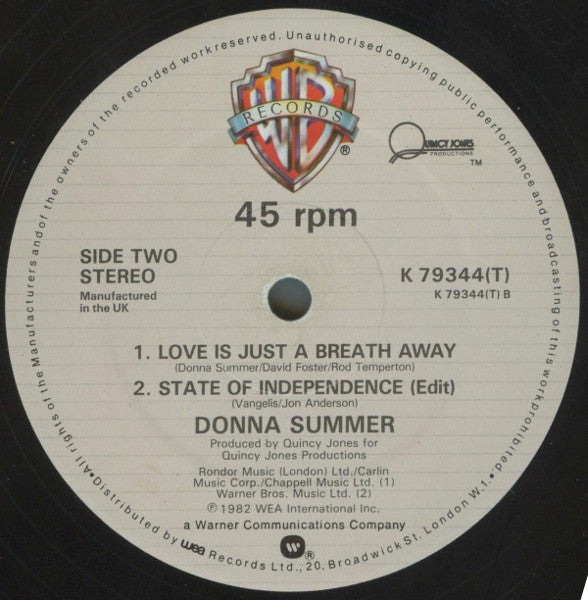 • All rights of the Manufacturers and of the owners of the recorded work reserved. Unauthorised copying public performance and broadcasting of this work prohibited. •
WB
RECORDS
®
QUINCY JONES
PRODUCTIONS
TM
45 rpm
SIDE TWO
STEREO
Manufactured
in the UK
K 79344(T)
K 79344(T) B
1. LOVE IS JUST A BREATH AWAY
(Donna Summer/David Foster/Rod Temperton)
2. STATE OF INDEPENDENCE (Edit)
(Vangelis/Jon Anderson)
DONNA SUMMER
Produced by Quincy Jones for
Quincy Jones Productions
Rondor Music (London) Ltd./Carlin
Music Corp./Chappell Music Ltd. (1)
Warner Bros. Music Ltd. (2)
℗ 1982 WEA International Inc.
a Warner Communications Company
®
Distributed by wea Records Ltd., 20, Broadwick St. London W.1.